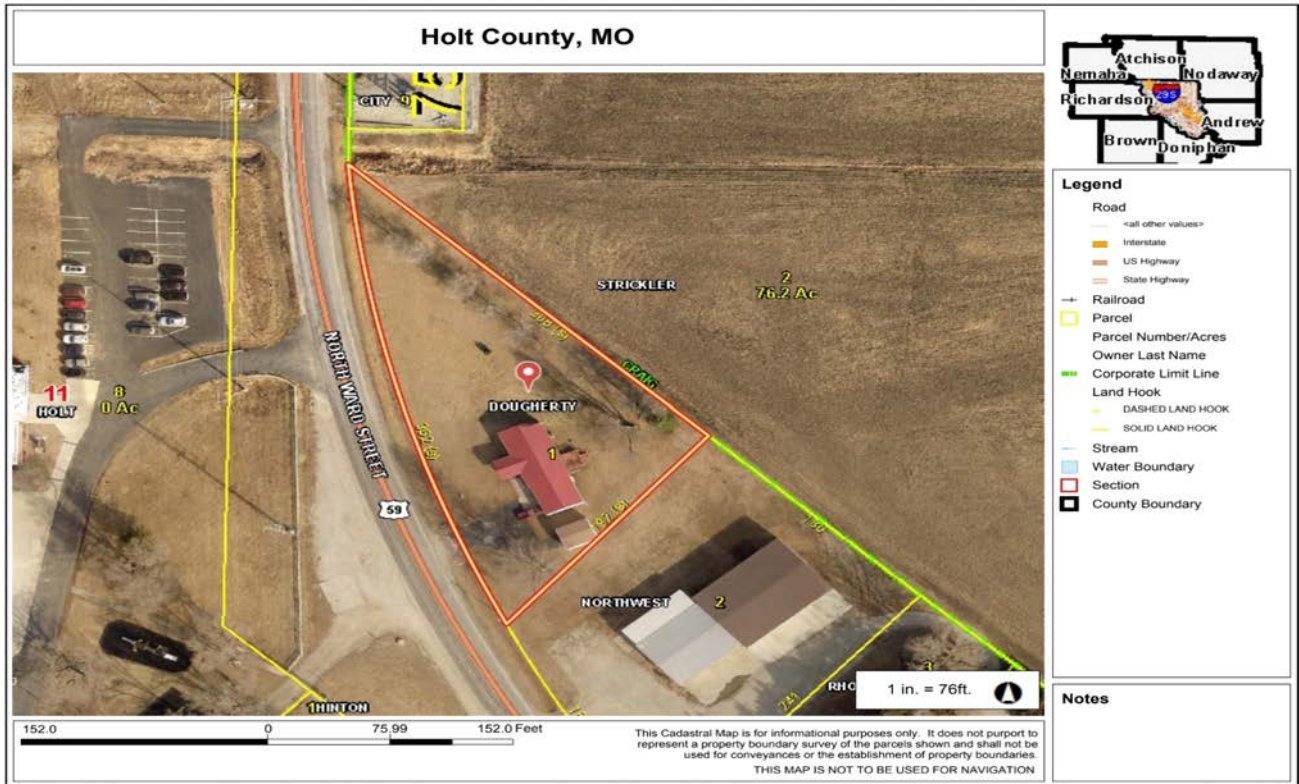 Holt County, MO
CITY 9
STRICKLER
2
76.2 Ac
CRAIG
NORTH WARD STREET
DOUGHERTY
1
11
HOLT
8
0 Ac
59
NORTHWEST
2
3
RHO
1 HINTON
1 in. = 76ft.
152.0 0 75.99 152.0 Feet
This Cadastral Map is for informational purposes only. It does not purport to
represent a property boundary survey of the parcels shown and shall not be
used for conveyances or the establishment of property boundaries.
THIS MAP IS NOT TO BE USED FOR NAVIGATION
Atchison
Nemaha Nodaway
Richardson
Andrew
Brown Doniphan
Legend
Road
<all other values>
Interstate
US Highway
State Highway
Railroad
Parcel
Parcel Number/Acres
Owner Last Name
Corporate Limit Line
Land Hook
DASHED LAND HOOK
SOLID LAND HOOK
Stream
Water Boundary
Section
County Boundary
Notes